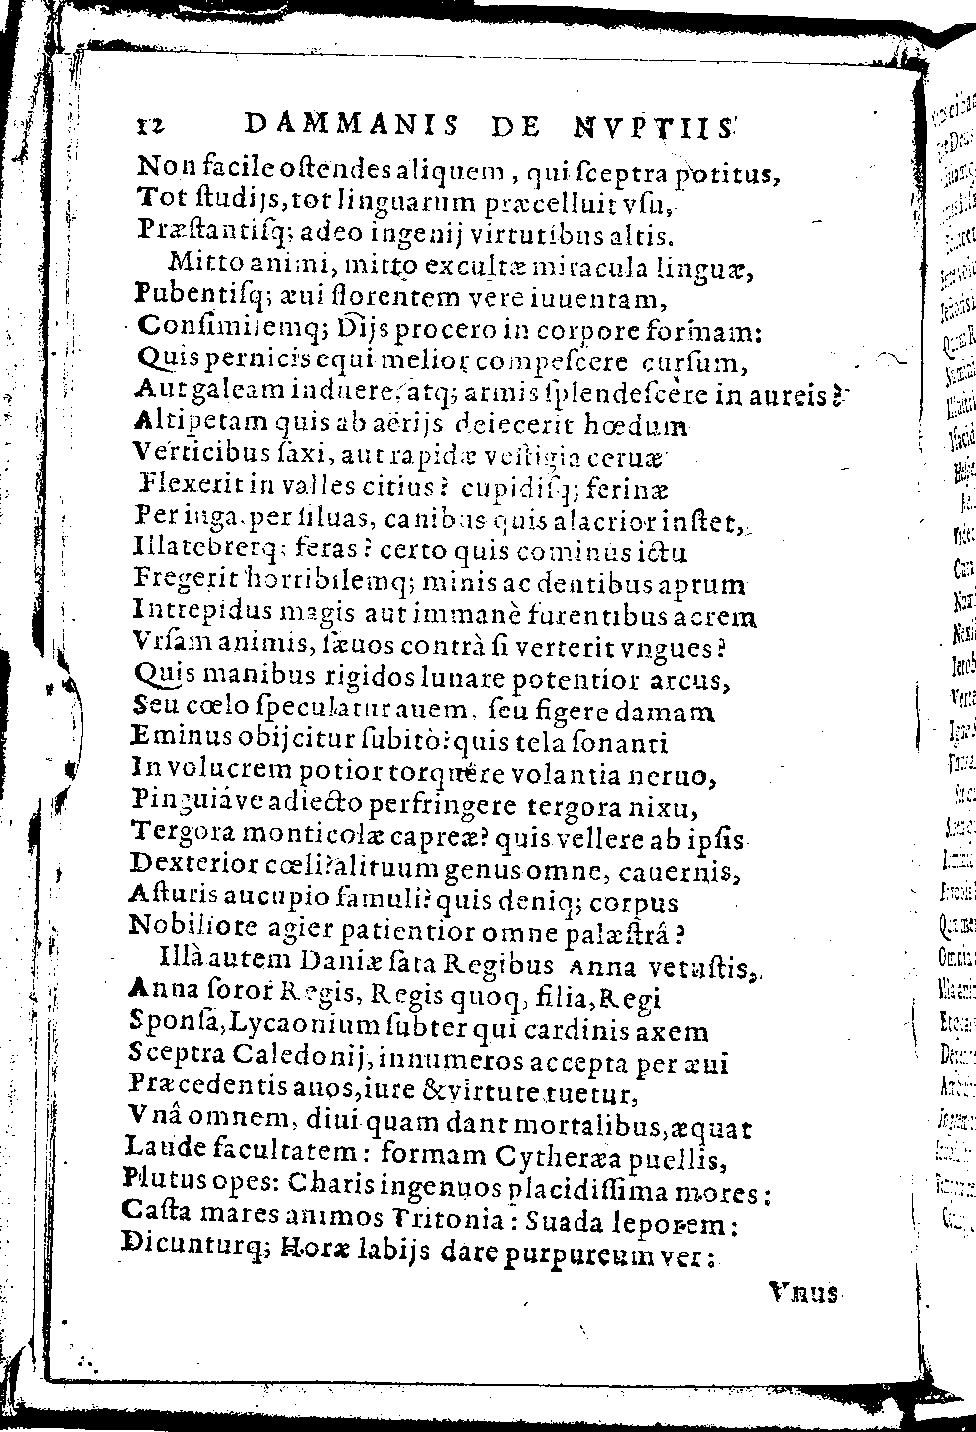 12 DAMMANIS DE NVPTIIS
Non facile oſtendes aliquem, qui ſceptra potitus,
Tot ſtudijs, tot linguarum præcelluit vſu,
Præſtantiſq; adeo ingenij virtutibus altis.
Mitto animi, mitto excultæ miracula linguæ,
Pubentiſq; æui florentem vere iuuentam,
Conſimilemq; Dijs procero in corpore formam:
Quis pernicis equi melior compeſcere curſum,
Aut galeam induere, atq; armis ſplendeſcere in aureis?
Altipetam quis ab aërijs deiecerit hœdum
Verticibus ſaxi, aut rapidæ veſtigia ceruæ
Flexerit in valles citius? cupidiſq; ferinæ
Per iuga, per ſiluas, canibus quis alacrior inſtet,
Illatebretq; feras? certo quis cominus ictu
Fregerit horribilemq; minis ac dentibus aprum
Intrepidus magis aut immanè furentibus acrem
Vrſam animis, ſæuos contrà ſi verterit vngues?
Quis manibus rigidos lunare potentior arcus,
Seu cœlo ſpeculatur auem, ſeu figere damam
Eminus obijcitur ſubitò? quis tela ſonanti
In volucrem potior torquere volantia neruo,
Pinguiáve adiecto perfringere tergora nixu,
Tergora monticolæ capreæ? quis vellere ab ipſis
Dexterior cœli? alituum genus omne, cauernis,
Aſturis aucupio famuli? quis deniq; corpus
Nobiliore agier patientior omne palæſtrâ?
Illà autem Daniæ ſata Regibus Anna vetuſtis,
Anna ſoror Regis, Regis quoq, filia, Regi
Sponſa, Lycaonium ſubter qui cardinis axem
Sceptra Caledonij, innumeros accepta per æui
Præcedentis auos, iure & virtute tuetur,
Vnâ omnem, diui quam dant mortalibus, æquat
Laude facultatem: formam Cytheræa puellis,
Plutus opes: Charis ingenuos placidiſſima mores:
Caſta mares animos Tritonia: Suada leporem:
Dicunturq; Horæ labijs dare purpureum ver:
Vnus